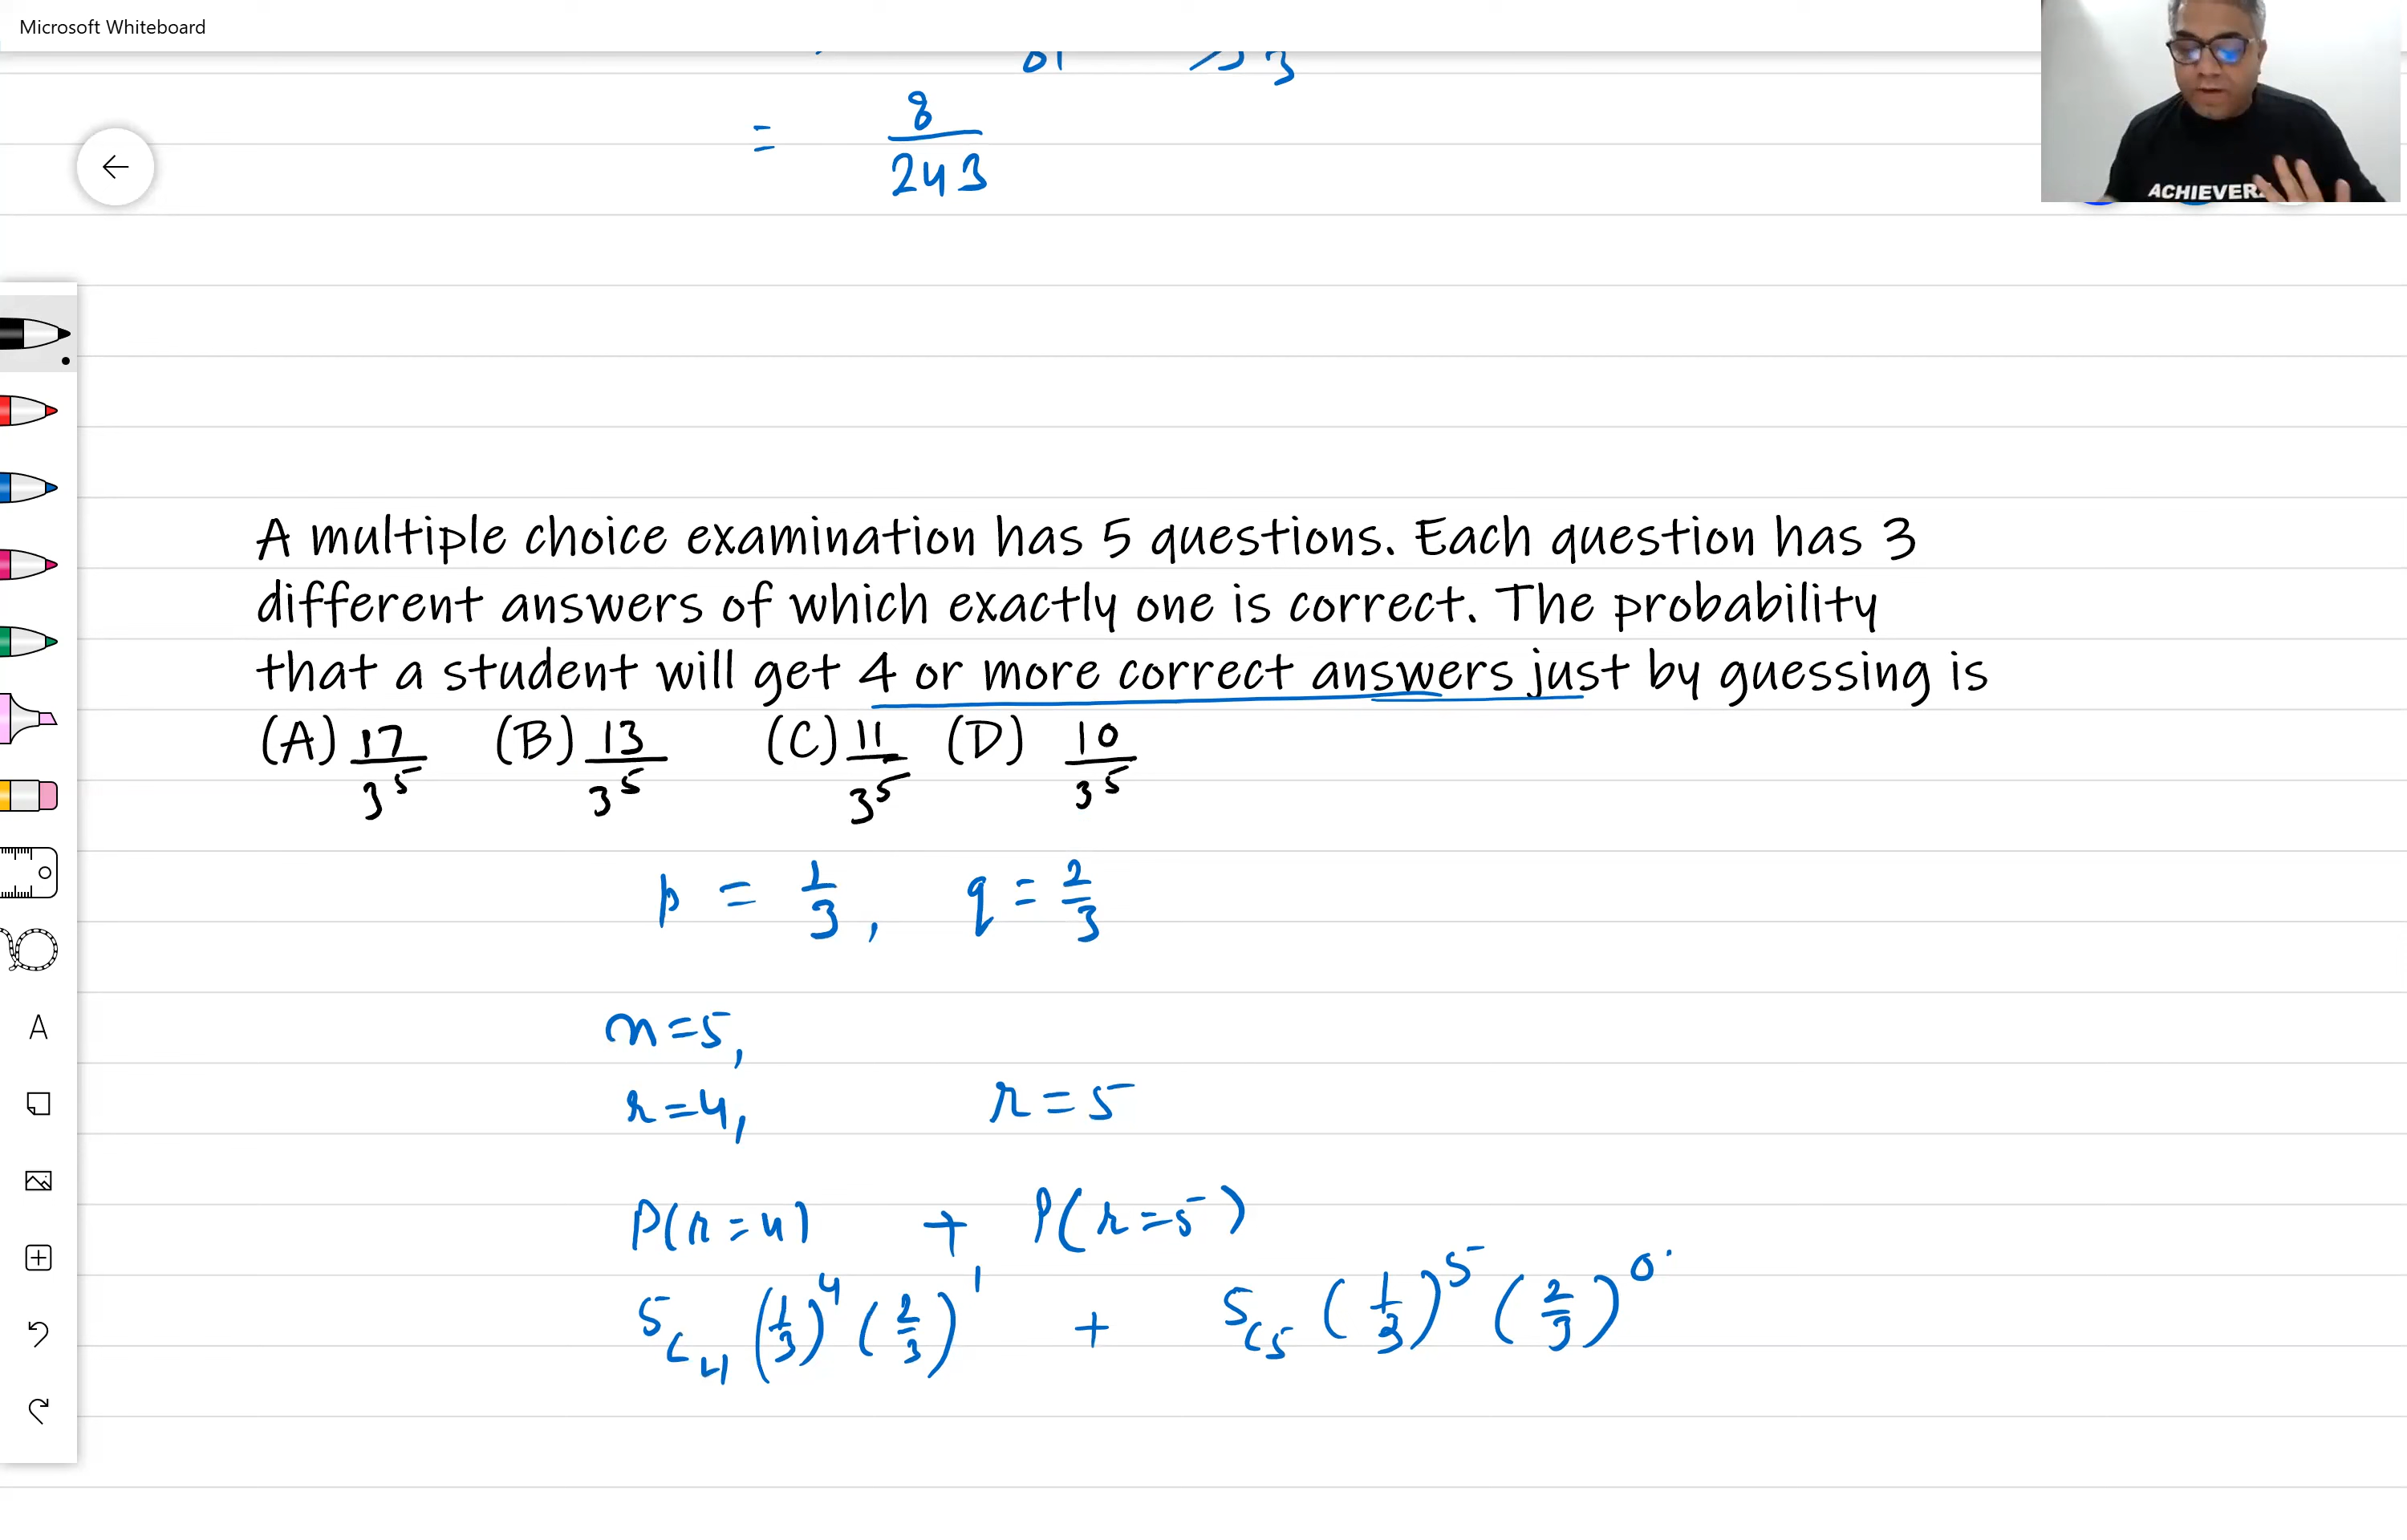 Microsoft Whiteboard
= 8/243
ACHIEVER
A multiple choice examination has 5 questions. Each question has 3
different answers of which exactly one is correct. The probability
that a student will get 4 or more correct answers just by guessing is
(A) 17/3^5 (B) 13/3^5 (C) 11/3^5 (D) 10/3^5
p = 1/3, q = 2/3
n=5,
r=4, r=5
P(r=4) + P(r=5)
5C4 (1/3)^4 (2/3)^1 + 5C5 (1/3)^5 (2/3)^0
A